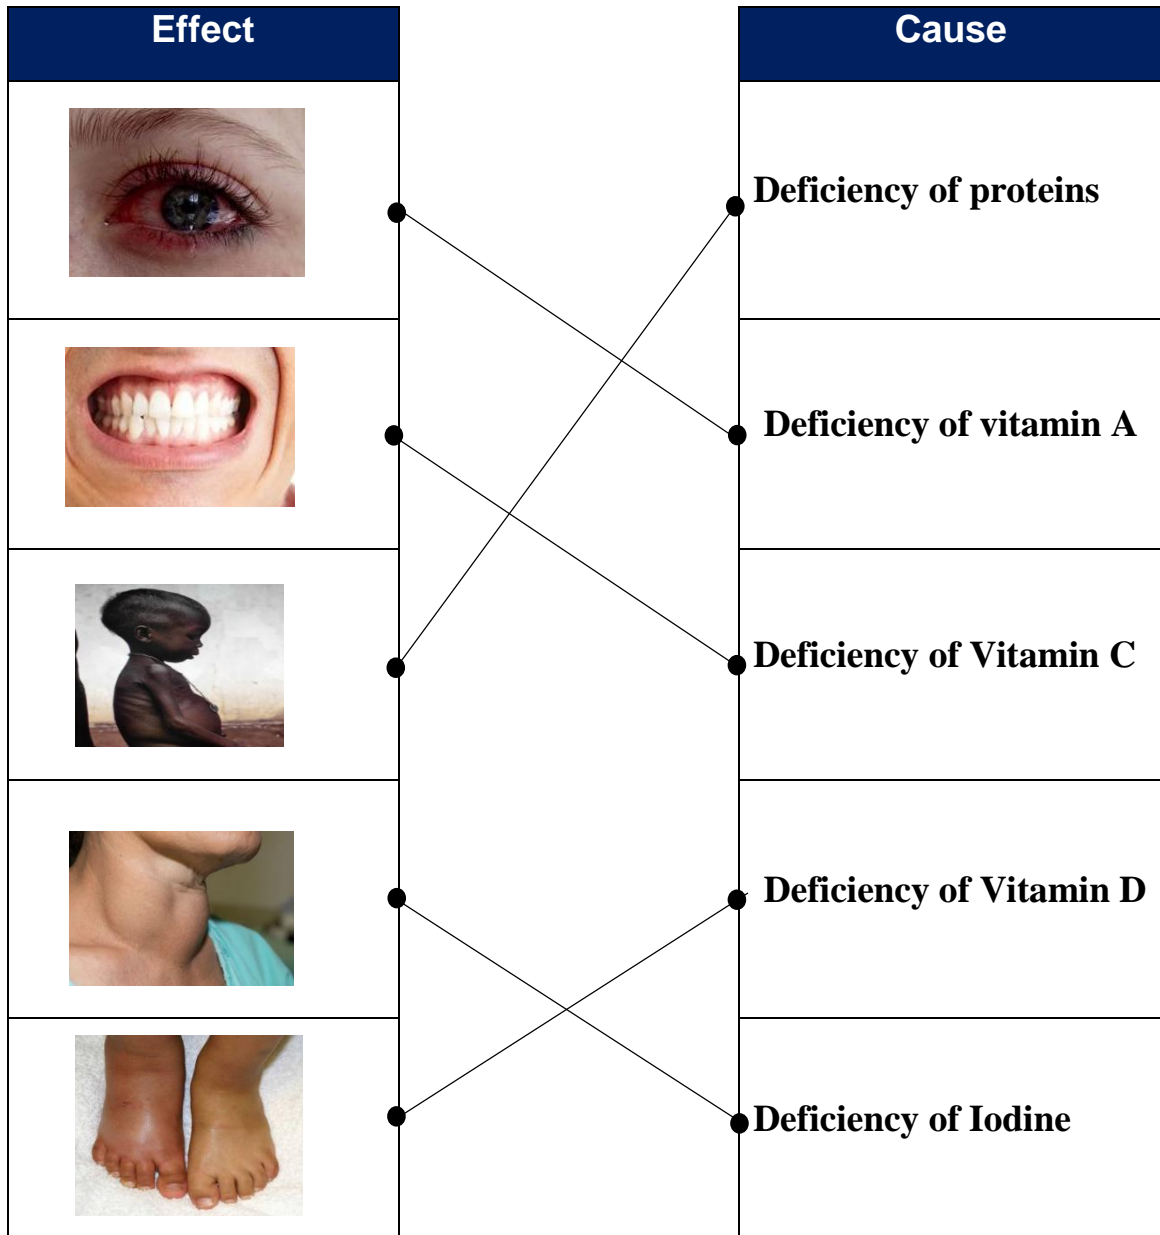 Effect
Cause
Deficiency of proteins
Deficiency of vitamin A
Deficiency of Vitamin C
Deficiency of Vitamin D
Deficiency of Iodine